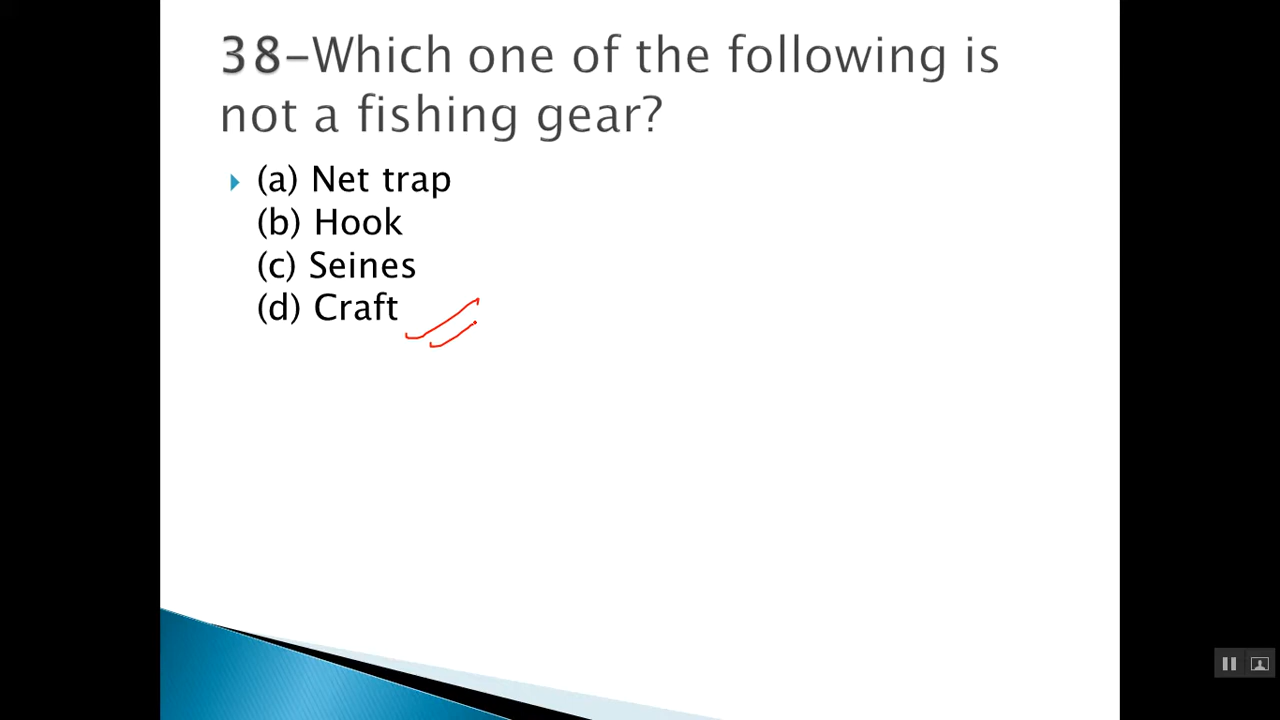 38-Which one of the following is
not a fishing gear?
(a) Net trap
(b) Hook
(c) Seines
(d) Craft